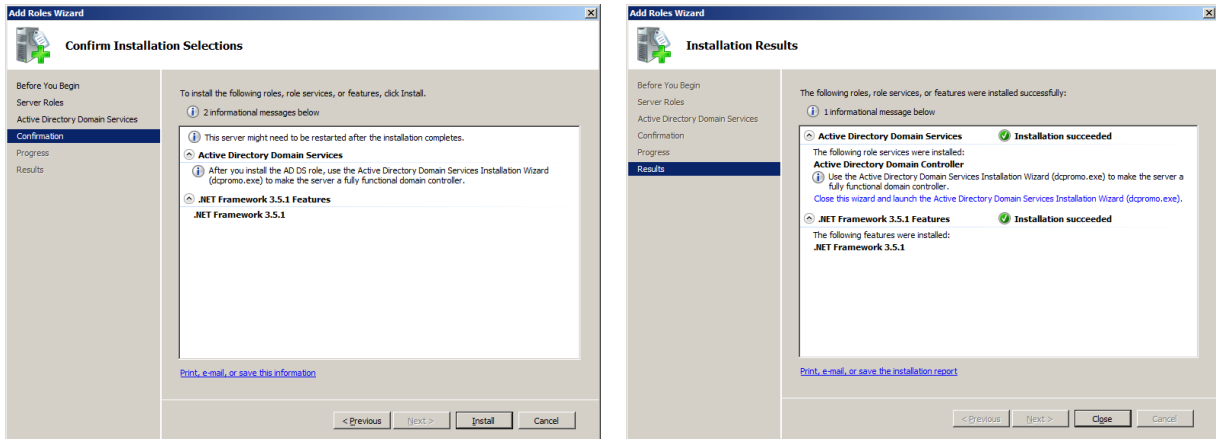 Add Roles Wizard
Confirm Installation Selections
Before You Begin
Server Roles
Active Directory Domain Services
Confirmation
Progress
Results
To install the following roles, role services, or features, click Install.
2 informational messages below
This server might need to be restarted after the installation completes.
Active Directory Domain Services
After you install the AD DS role, use the Active Directory Domain Services Installation Wizard
(dcpromo.exe) to make the server a fully functional domain controller.
.NET Framework 3.5.1 Features
.NET Framework 3.5.1
Print, e-mail, or save this information
< Previous
Next >
Install
Cancel
Add Roles Wizard
Installation Results
Before You Begin
Server Roles
Active Directory Domain Services
Confirmation
Progress
Results
The following roles, role services, or features were installed successfully:
1 informational message below
Active Directory Domain Services
Installation succeeded
The following role services were installed:
Active Directory Domain Controller
Use the Active Directory Domain Services Installation Wizard (dcpromo.exe) to make the server a
fully functional domain controller.
Close this wizard and launch the Active Directory Domain Services Installation Wizard (dcpromo.exe).
.NET Framework 3.5.1 Features
Installation succeeded
The following features were installed:
.NET Framework 3.5.1
Print, e-mail, or save the installation report
< Previous
Next >
Close
Cancel